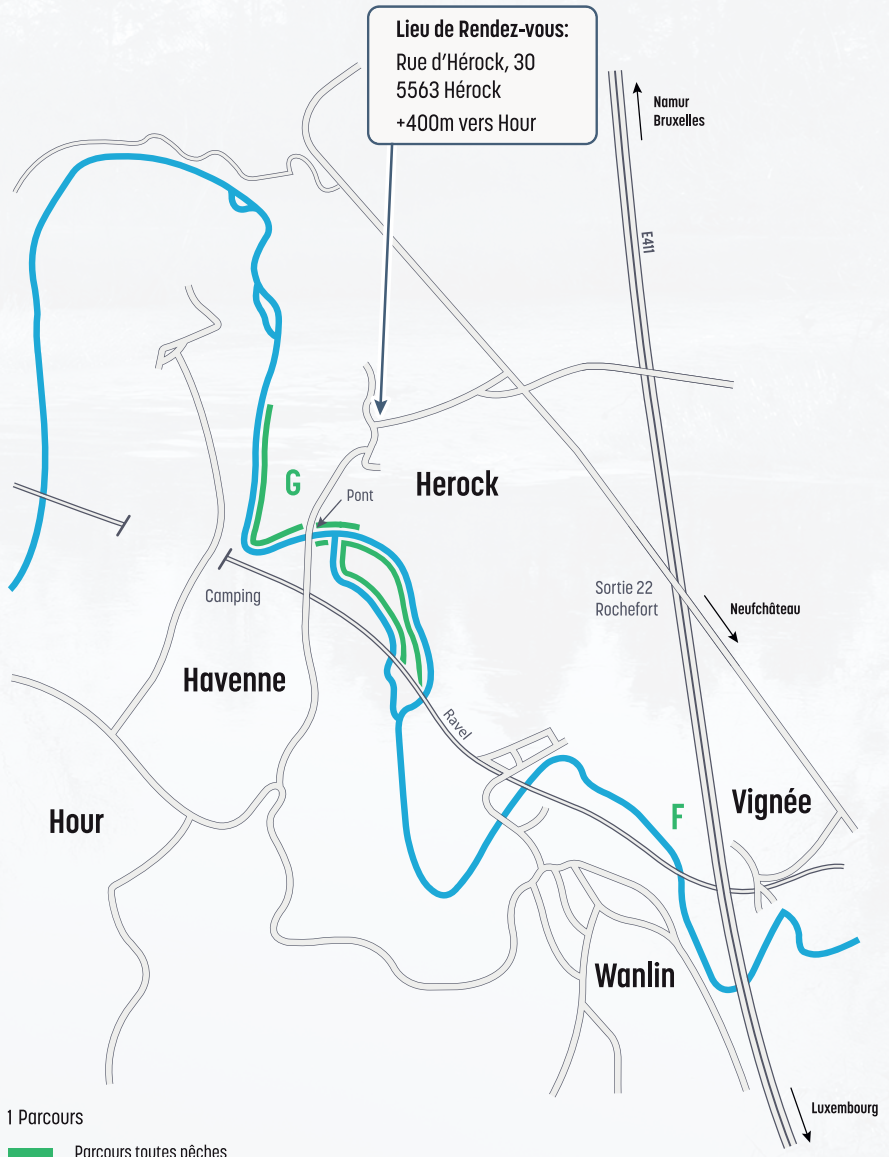 Lieu de Rendez-vous:
Rue d'Hérock, 30
5563 Hérock
+400m vers Hour
Namur
Bruxelles
E411
G
Pont
Herock
Camping
Sortie 22
Rochefort
Neufchâteau
Havenne
Ravel
Hour
F
Vignée
Wanlin
Luxembourg
1 Parcours
Parcours toutes pêches